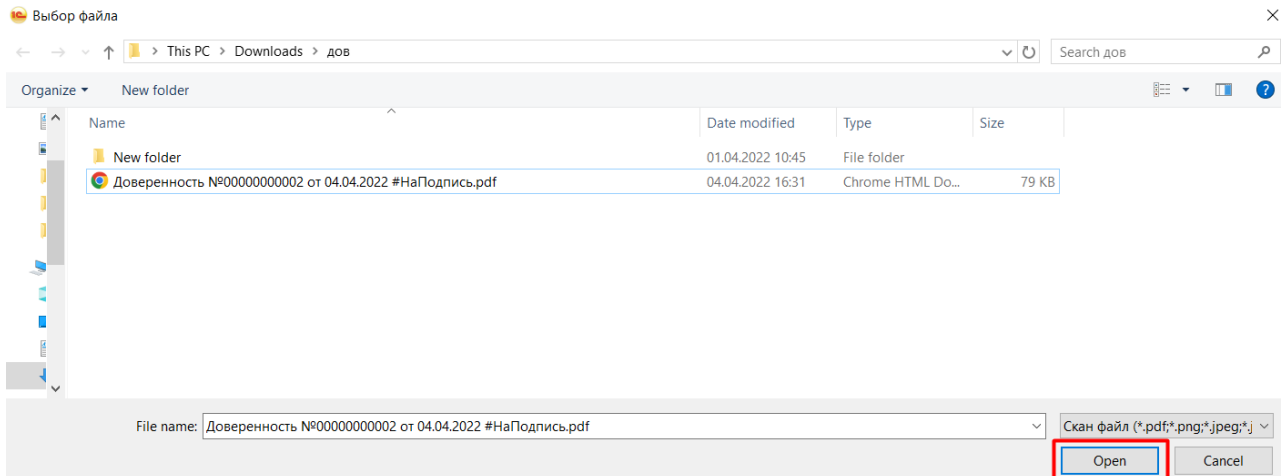 1С Выбор файла
This PC > Downloads > дов
Search дов
Organize
New folder
?
Name Date modified Type Size
New folder 01.04.2022 10:45 File folder
Доверенность №00000000002 от 04.04.2022 #НаПодпись.pdf 04.04.2022 16:31 Chrome HTML Do... 79 KB
File name: Доверенность №00000000002 от 04.04.2022 #НаПодпись.pdf
Скан файл (*.pdf;*.png;*.jpeg;*.j
Open Cancel